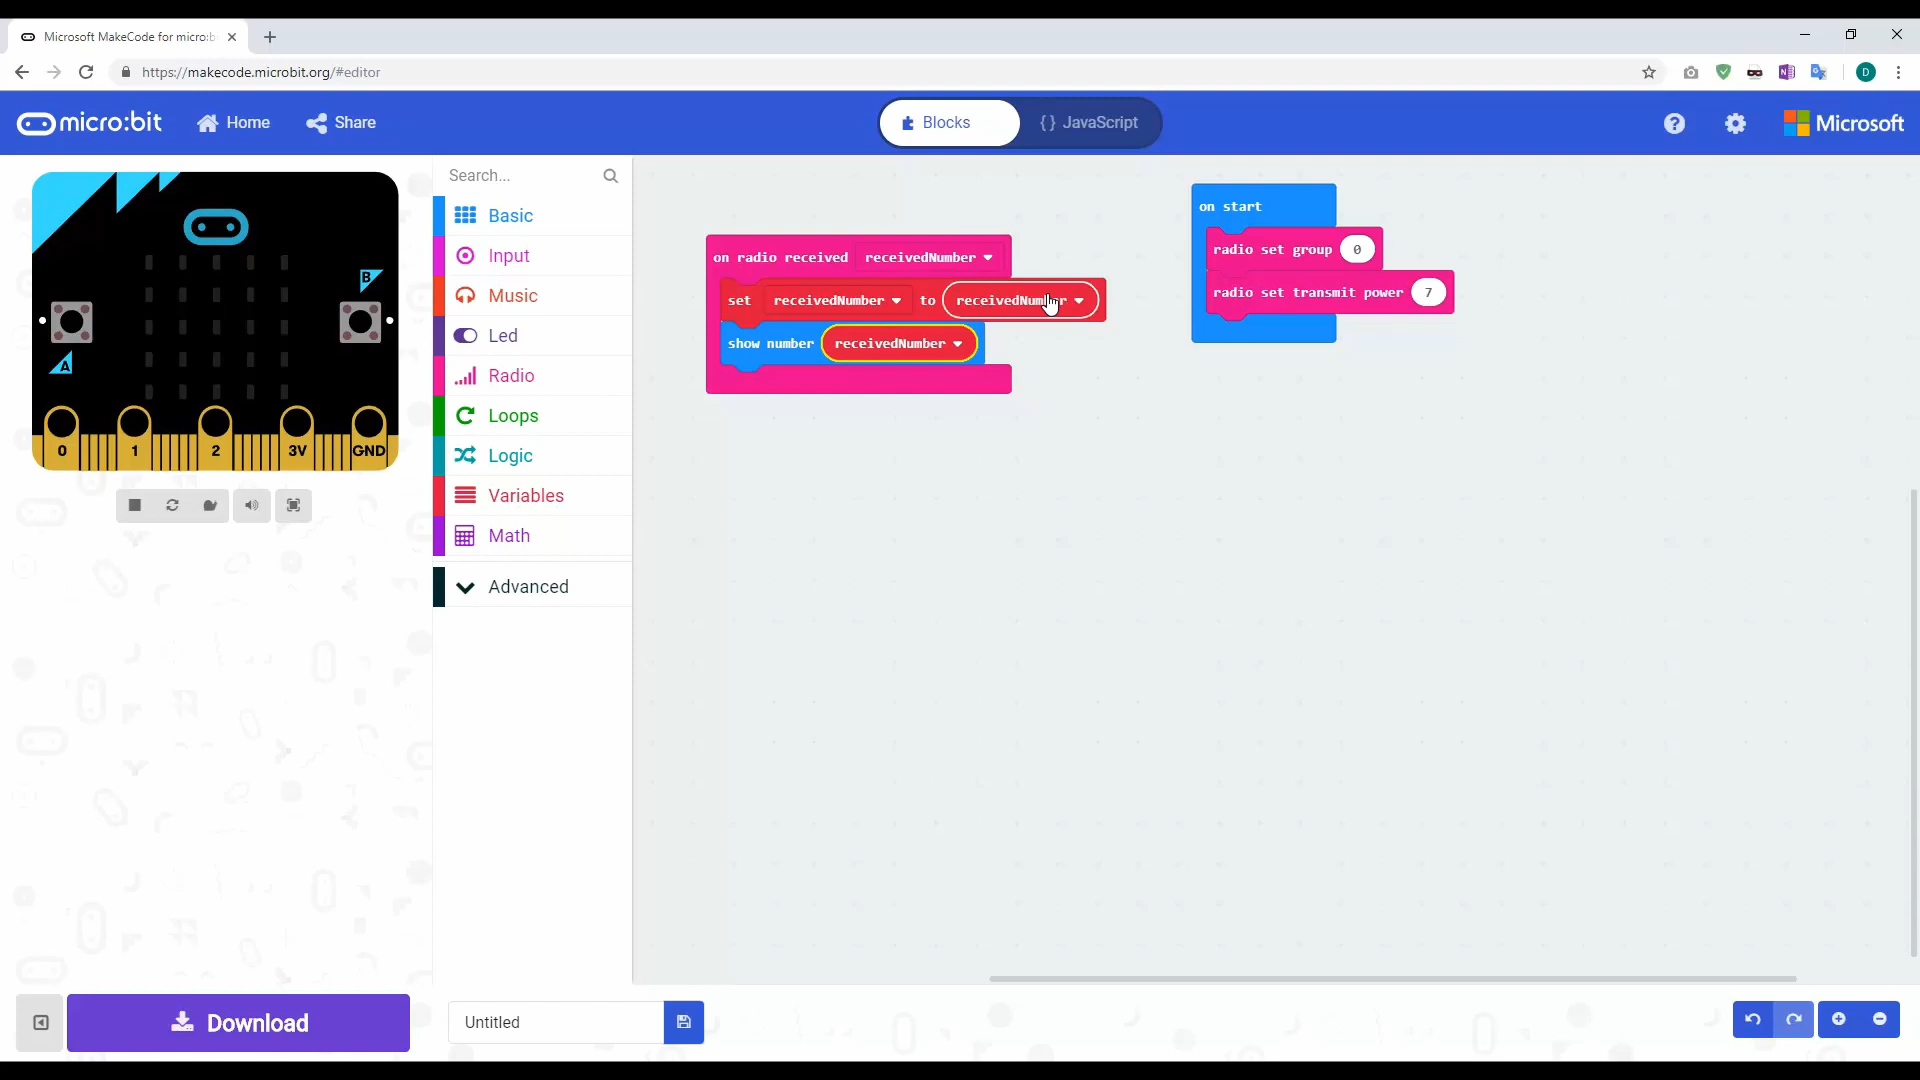 Microsoft MakeCode for micro:b
https://makecode.microbit.org/#editor
D
micro:bit
Home
Share
Blocks
{} JavaScript
?
Microsoft
B
A
0 1 2 3V GND
Search...
Basic
Input
Music
Led
Radio
Loops
Logic
Variables
Math
Advanced
on radio received receivedNumber
set receivedNumber to receivedNumber
show number receivedNumber
on start
radio set group 0
radio set transmit power 7
Download
Untitled